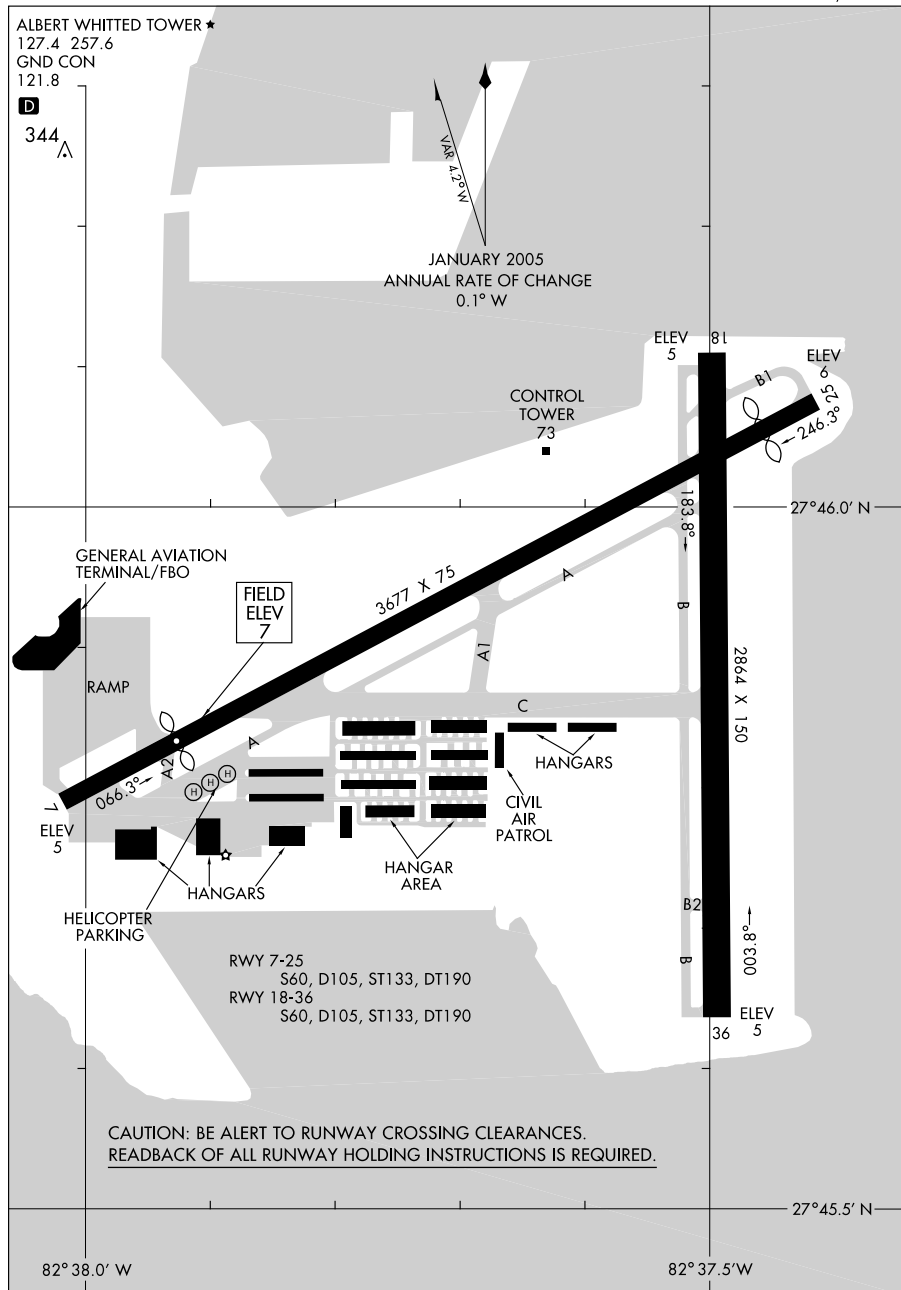 ALBERT WHITTED TOWER ★
127.4 257.6
GND CON
121.8
D
344
VAR 4.2° W
JANUARY 2005
ANNUAL RATE OF CHANGE
0.1° W
ELEV
5
18
ELEV
6
B1
25
246.3°
CONTROL
TOWER
73
183.8°
27°46.0' N
GENERAL AVIATION
TERMINAL/FBO
FIELD
ELEV
7
3677 X 75
A
B
A1
2864 X 150
RAMP
C
A
A2
066.3°
H H H
HANGARS
7
ELEV
5
CIVIL
AIR
PATROL
HANGAR
AREA
HANGARS
B2
003.8°
HELICOPTER
PARKING
B
RWY 7-25
S60, D105, ST133, DT190
RWY 18-36
S60, D105, ST133, DT190
36
ELEV
5
CAUTION: BE ALERT TO RUNWAY CROSSING CLEARANCES.
READBACK OF ALL RUNWAY HOLDING INSTRUCTIONS IS REQUIRED.
27°45.5' N
82°38.0' W
82°37.5'W